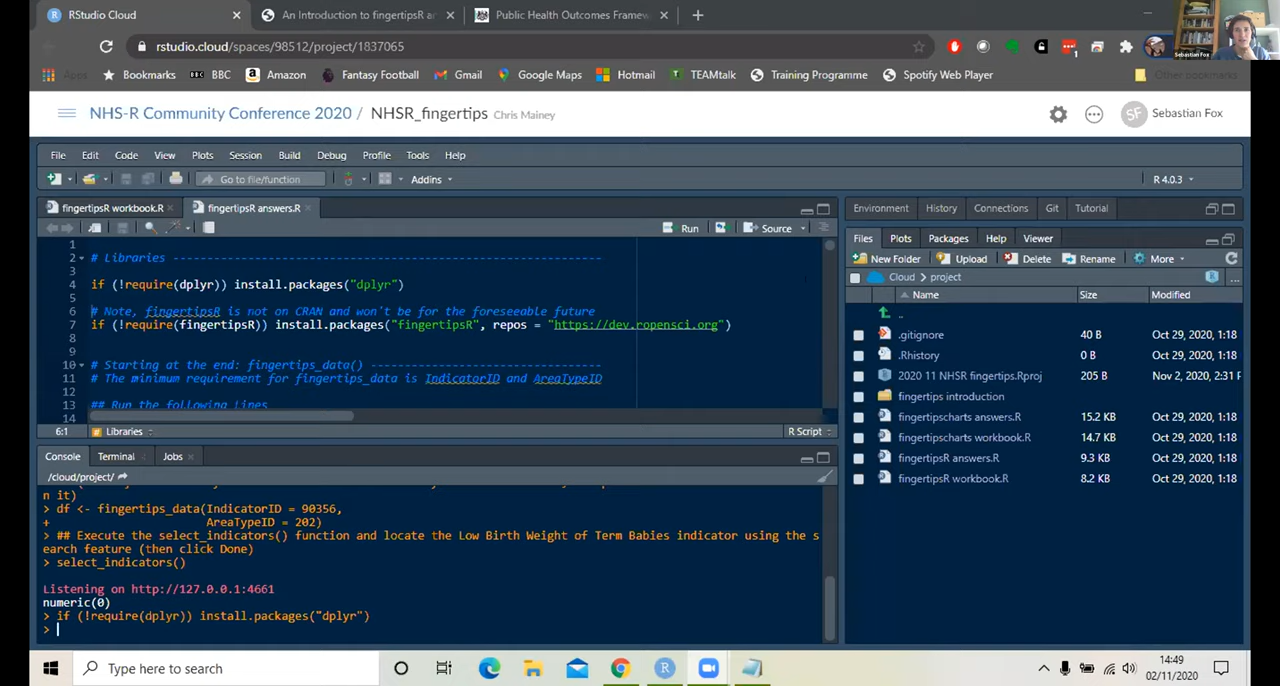 RStudio Cloud
An Introduction to fingertipsR ar
Public Health Outcomes Framew
rstudio.cloud/spaces/98512/project/1837065
Apps
Bookmarks
BBC
Amazon
Fantasy Football
Gmail
Google Maps
Hotmail
TEAMtalk
Training Programme
Spotify Web Player
Other bookmarks
Sebastian Fox
NHS-R Community Conference 2020 / NHSR_fingertips Chris Mainey
SF Sebastian Fox
File Edit Code View Plots Session Build Debug Profile Tools Help
Go to file/function Addins
R 4.0.3
fingertipsR workbook.R
fingertipsR answers.R
Run Source
1
2 # Libraries ------------------------------------------------------------
3
4 if (!require(dplyr)) install.packages("dplyr")
5
6 # Note, fingertipsR is not on CRAN and won't be for the foreseeable future
7 if (!require(fingertipsR)) install.packages("fingertipsR", repos = "https://dev.ropensci.org")
8
9
10 # Starting at the end: fingertips_data() ---------------------------------
11 # The minimum requirement for fingertips_data is IndicatorID and AreaTypeID
12
13 ## Run the following lines
14
6:1 # Libraries R Script
Console Terminal Jobs
/cloud/project/
n it)
> df <- fingertips_data(IndicatorID = 90356,
+ AreaTypeID = 202)
> ## Execute the select_indicators() function and locate the Low Birth Weight of Term Babies indicator using the s
earch feature (then click Done)
> select_indicators()
Listening on http://127.0.0.1:4661
numeric(0)
> if (!require(dplyr)) install.packages("dplyr")
>
Environment History Connections Git Tutorial
Files Plots Packages Help Viewer
New Folder Upload Delete Rename More
Cloud > project
Name Size Modified
..
.gitignore 40 B Oct 29, 2020, 1:18
.Rhistory 0 B Oct 29, 2020, 1:18
2020 11 NHSR fingertips.Rproj 205 B Nov 2, 2020, 2:31 P
fingertips introduction
fingertipscharts answers.R 15.2 KB Oct 29, 2020, 1:18
fingertipscharts workbook.R 14.7 KB Oct 29, 2020, 1:18
fingertipsR answers.R 9.3 KB Oct 29, 2020, 1:18
fingertipsR workbook.R 8.2 KB Oct 29, 2020, 1:18
Type here to search
14:49
02/11/2020